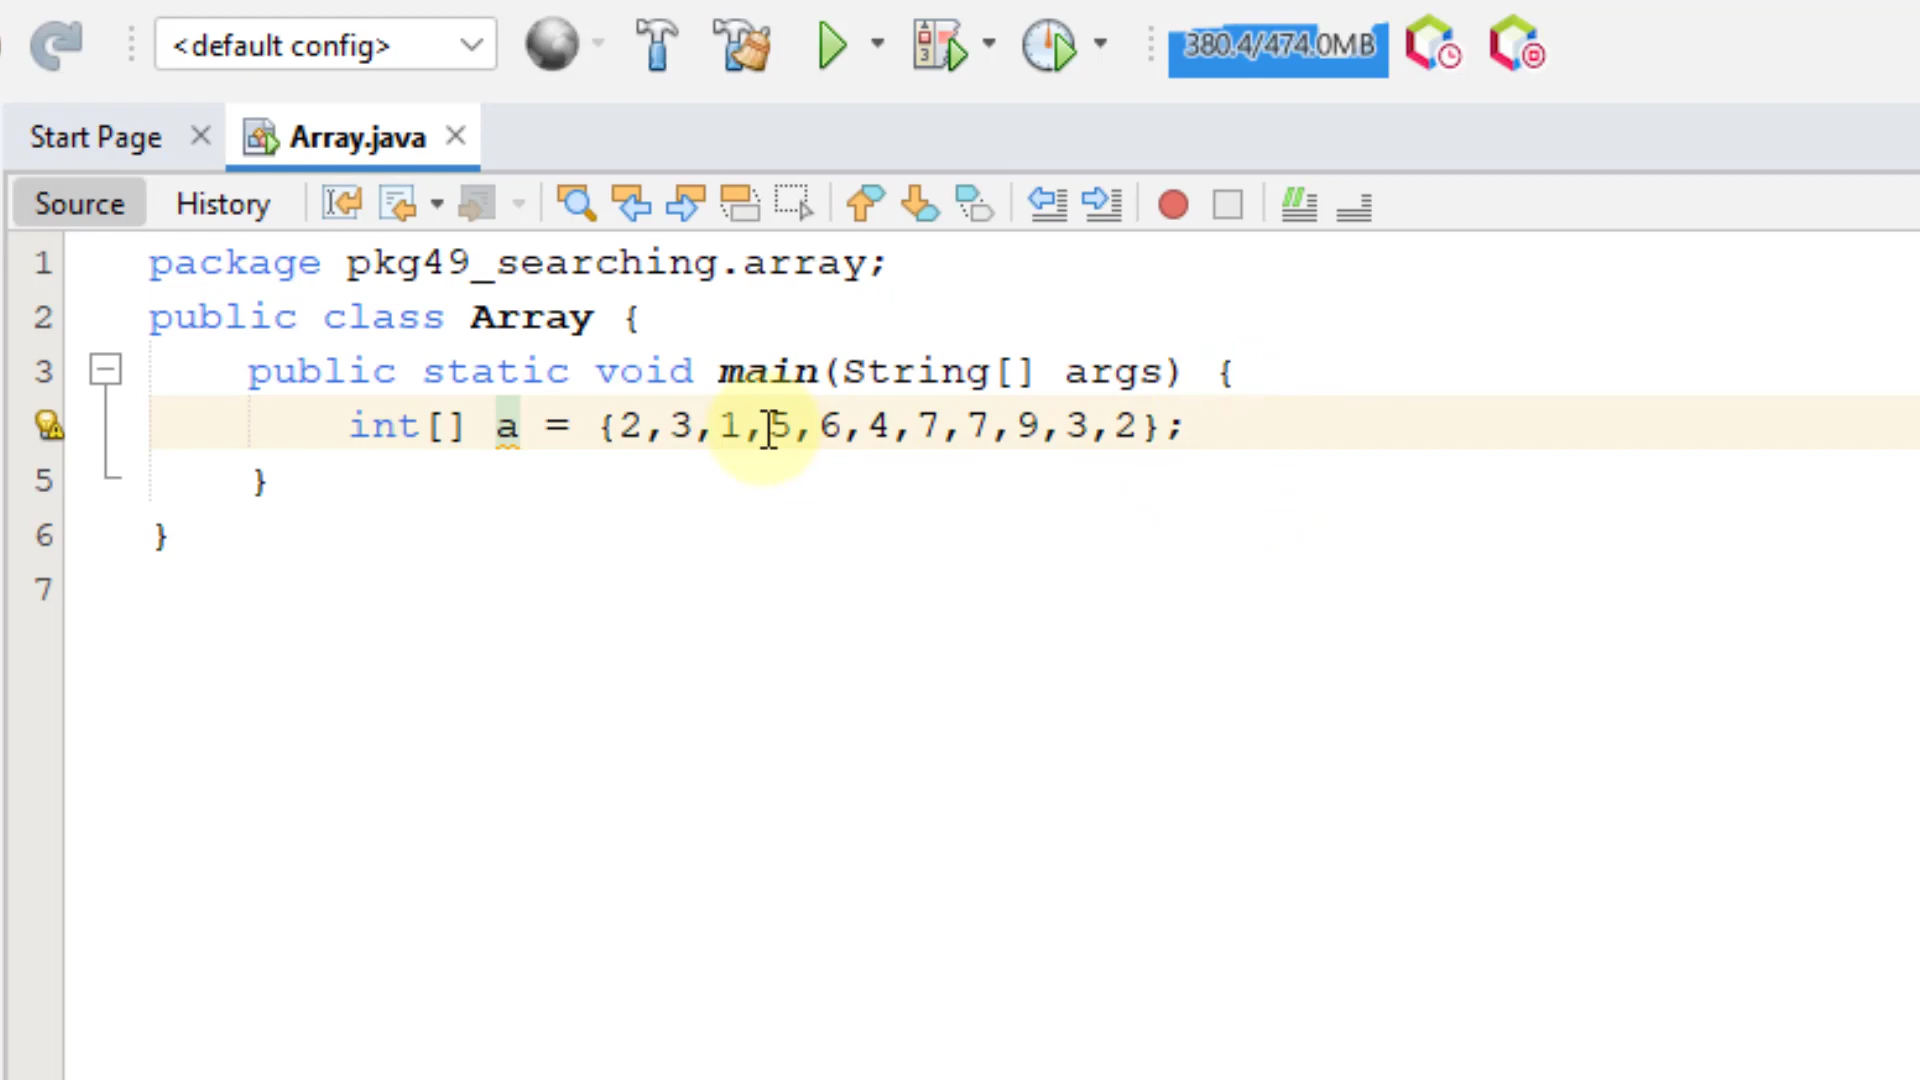 <default config>
380.4/474.0MB
Start Page
Array.java
Source
History
1 package pkg49_searching.array;
2 public class Array {
3 public static void main(String[] args) {
int[] a = {2,3,1,5,6,4,7,7,9,3,2};
5 }
6 }
7